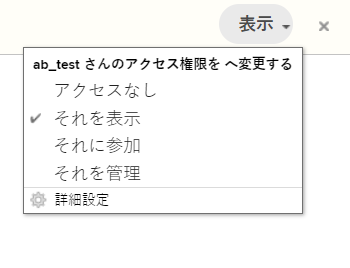 表示
ab_test さんのアクセス権限を へ変更する
アクセスなし
それを表示
それに参加
それを管理
詳細設定